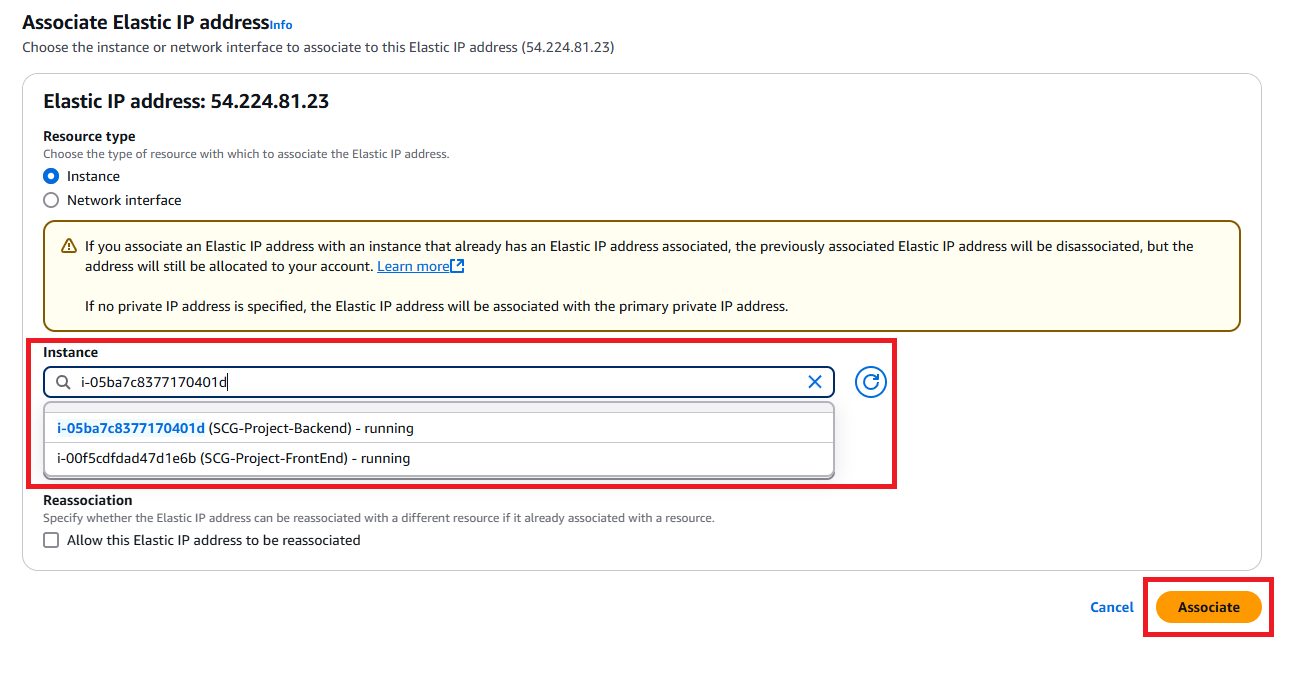 Associate Elastic IP address Info
Choose the instance or network interface to associate to this Elastic IP address (54.224.81.23)
Elastic IP address: 54.224.81.23
Resource type
Choose the type of resource with which to associate the Elastic IP address.
Instance
Network interface
If you associate an Elastic IP address with an instance that already has an Elastic IP address associated, the previously associated Elastic IP address will be disassociated, but the
address will still be allocated to your account. Learn more
If no private IP address is specified, the Elastic IP address will be associated with the primary private IP address.
Instance
i-05ba7c8377170401d
i-05ba7c8377170401d (SCG-Project-Backend) - running
i-00f5cdfdad47d1e6b (SCG-Project-FrontEnd) - running
Reassociation
Specify whether the Elastic IP address can be reassociated with a different resource if it already associated with a resource.
Allow this Elastic IP address to be reassociated
Cancel
Associate